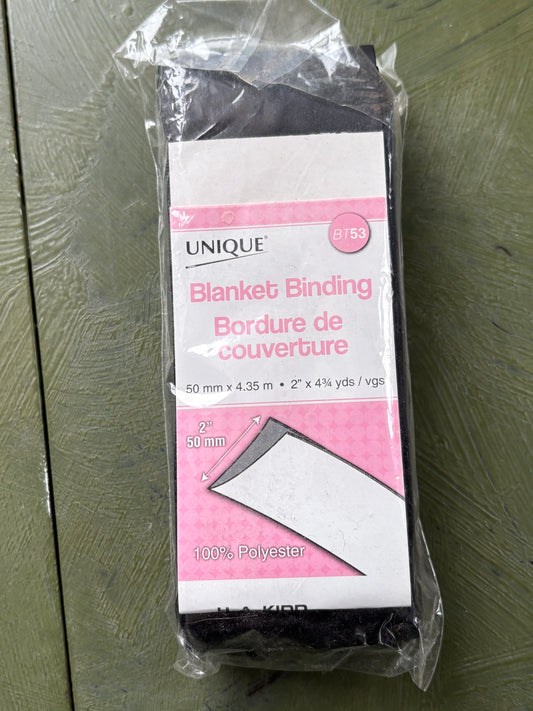 UNIQUE®
BT53
Blanket Binding
Bordure de
couverture
50 mm x 4.35 m • 2" x 4¾ yds / vgs
2"
50 mm
100% Polyester
H.A. KIDD